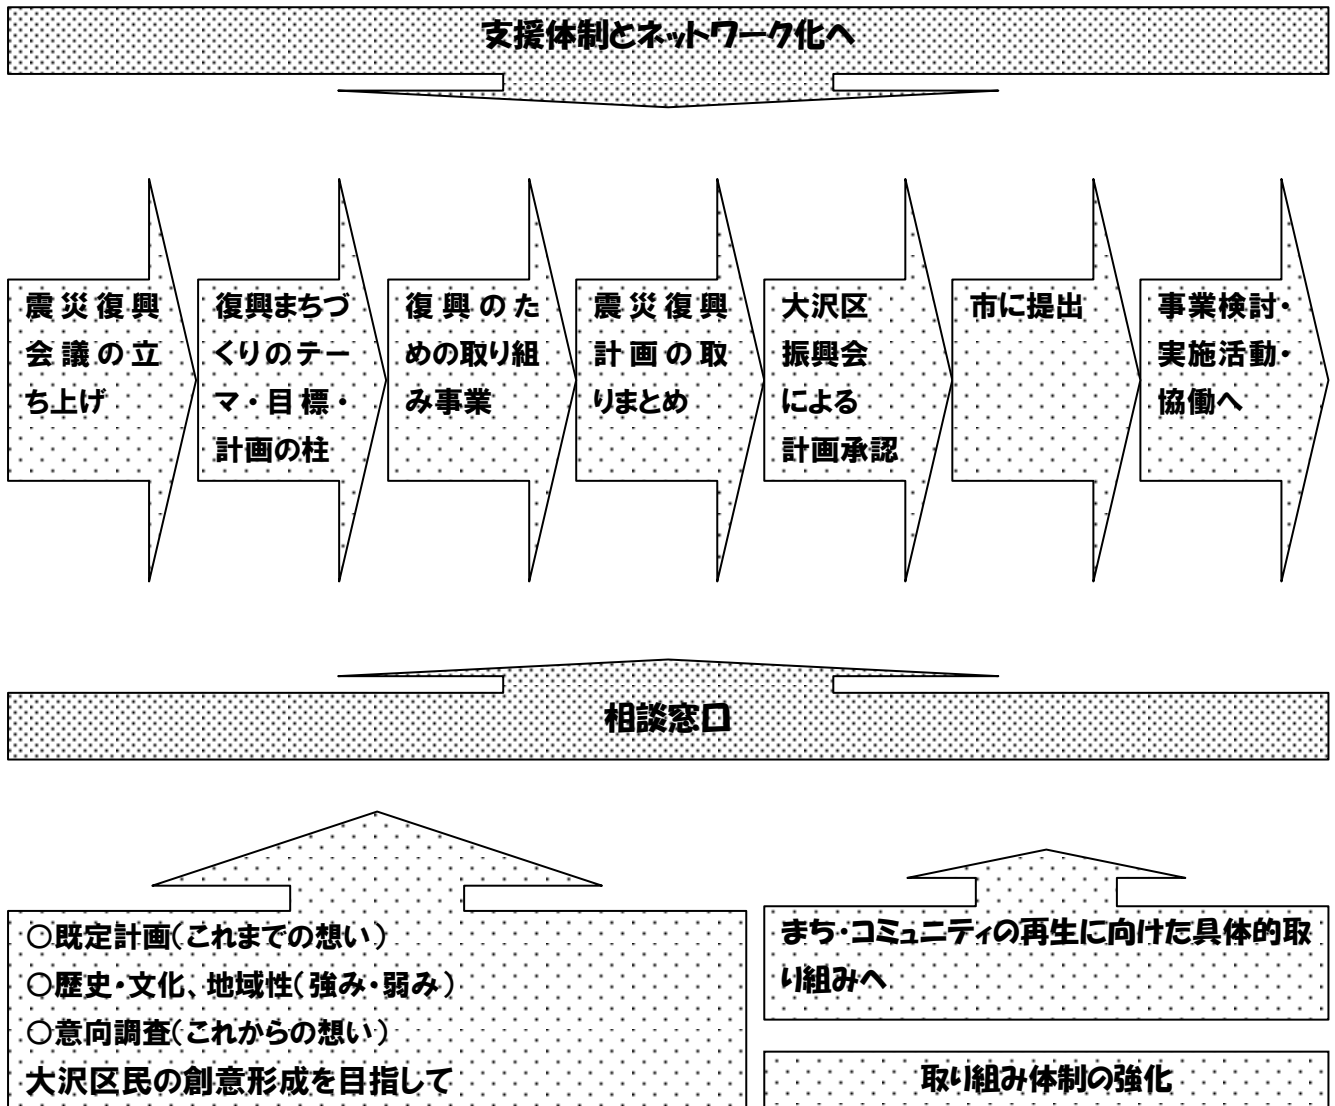 支援体制とネットワーク化へ
震災復興
会議の立
ち上げ
復興まちづ
くりのテー
マ・目標・
計画の柱
復興のた
めの取り組
み事業
震災復興
計画の取
りまとめ
大沢区
振興会
による
計画承認
市に提出
事業検討・
実施活動・
協働へ
相談窓口
○既定計画(これまでの想い)
○歴史・文化、地域性(強み・弱み)
○意向調査(これからの想い)
大沢区民の創意形成を目指して
まち・コミュニティの再生に向けた具体的取
り組みへ
取り組み体制の強化